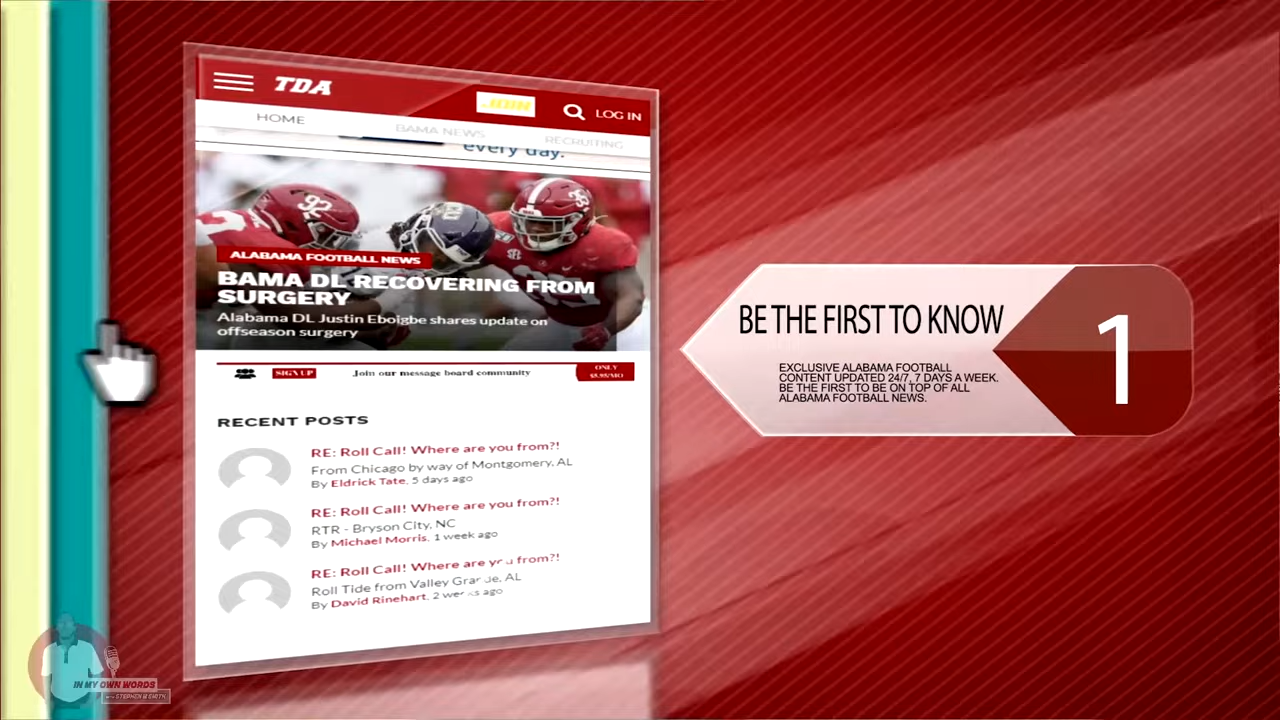 TDA
JOIN
LOG IN
HOME
BAMA NEWS
RECRUITING
every day.
92
35
ALABAMA FOOTBALL NEWS
BAMA DL RECOVERING FROM
SURGERY
Alabama DL Justin Eboigbe shares update on
offseason surgery
SIGN UP
Join our message board community
ONLY
$5.95/MO
RECENT POSTS
RE: Roll Call! Where are you from?!
From Chicago by way of Montgomery, AL
By Eldrick Tate, 5 days ago
RE: Roll Call! Where are you from?!
RTR - Bryson City, NC
By Michael Morris, 1 week ago
RE: Roll Call! Where are you from?!
Roll Tide from Valley Grande, AL
By David Rinehart, 2 weeks ago
BE THE FIRST TO KNOW
EXCLUSIVE ALABAMA FOOTBALL
CONTENT UPDATED 24/7, 7 DAYS A WEEK.
BE THE FIRST TO BE ON TOP OF ALL
ALABAMA FOOTBALL NEWS.
1
IN MY OWN WORDS
WITH STEPHEN M SMITH